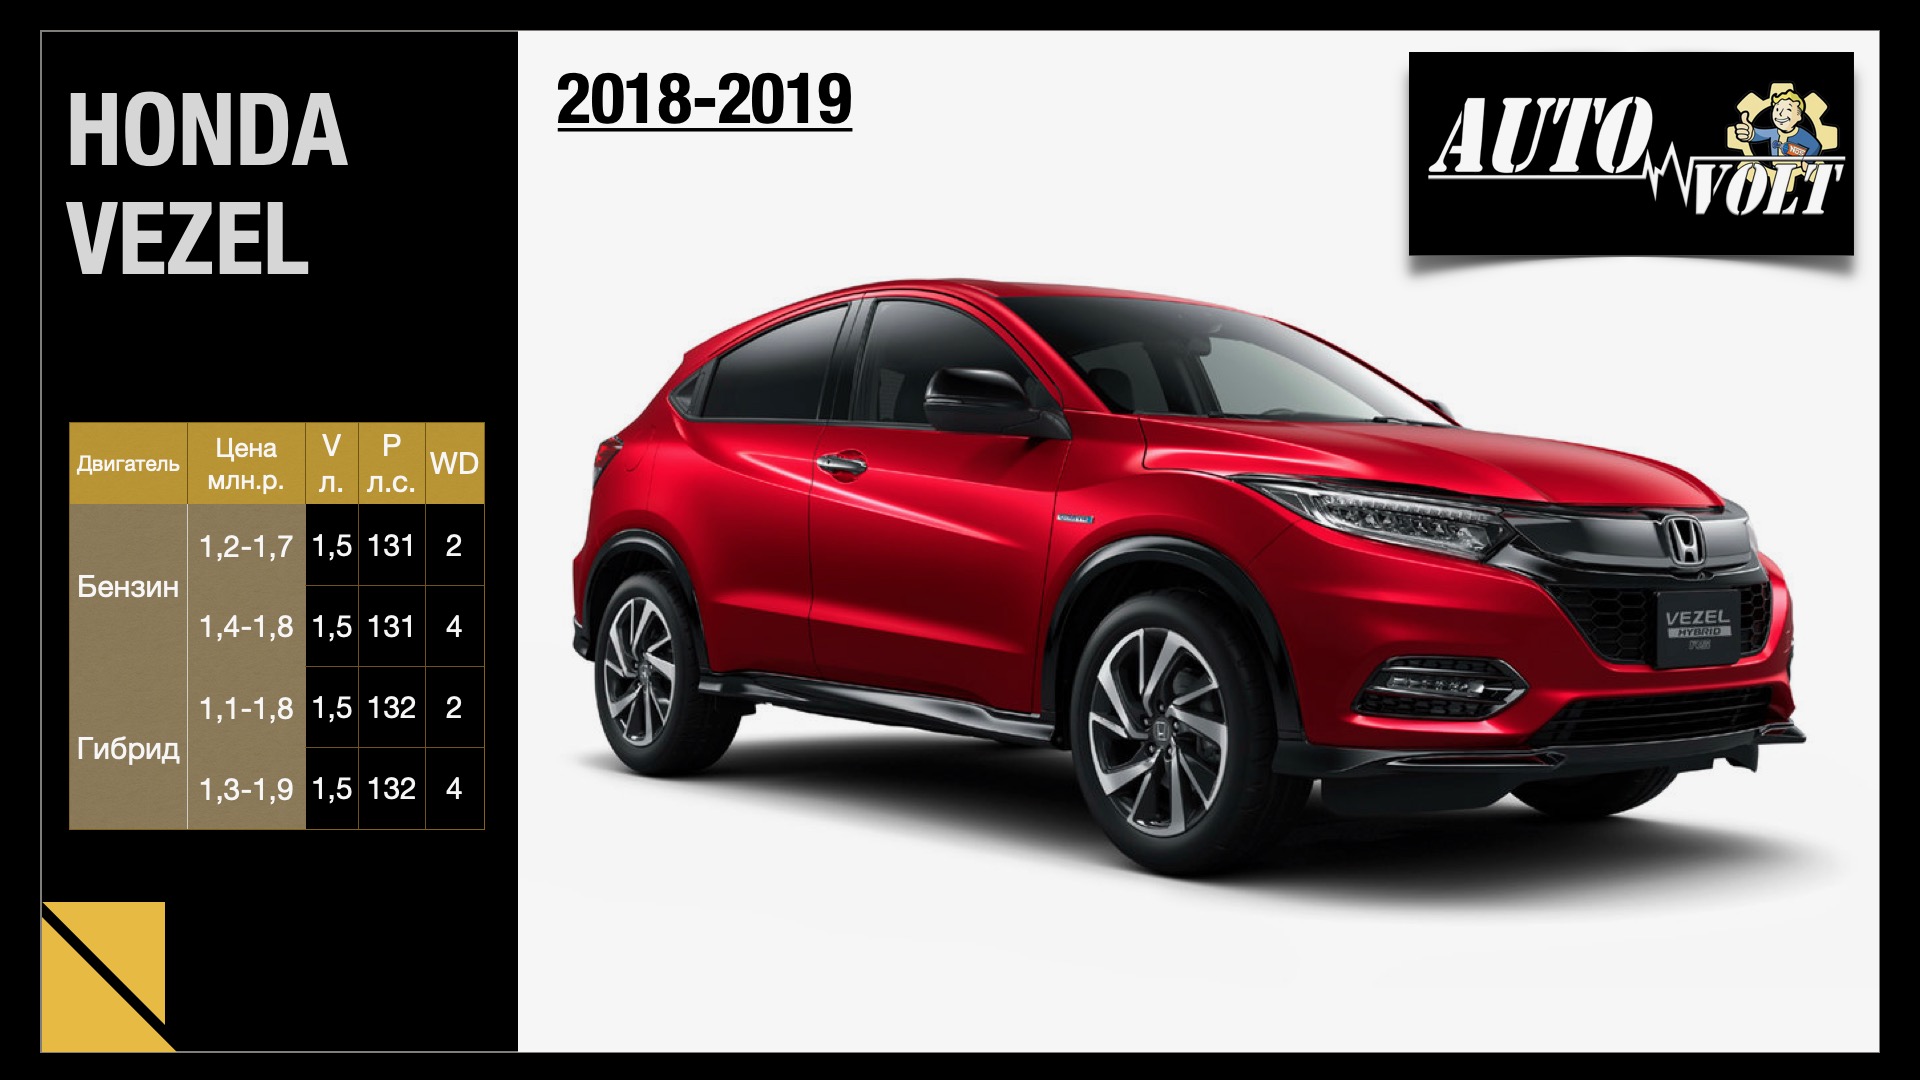 HONDA
VEZEL
2018-2019
AUTO
VOLT
Двигатель Цена млн.р. V л. P л.с. WD
Бензин 1,2-1,7 1,5 131 2
1,4-1,8 1,5 131 4
Гибрид 1,1-1,8 1,5 132 2
1,3-1,9 1,5 132 4
VEZEL
HYBRID
RS